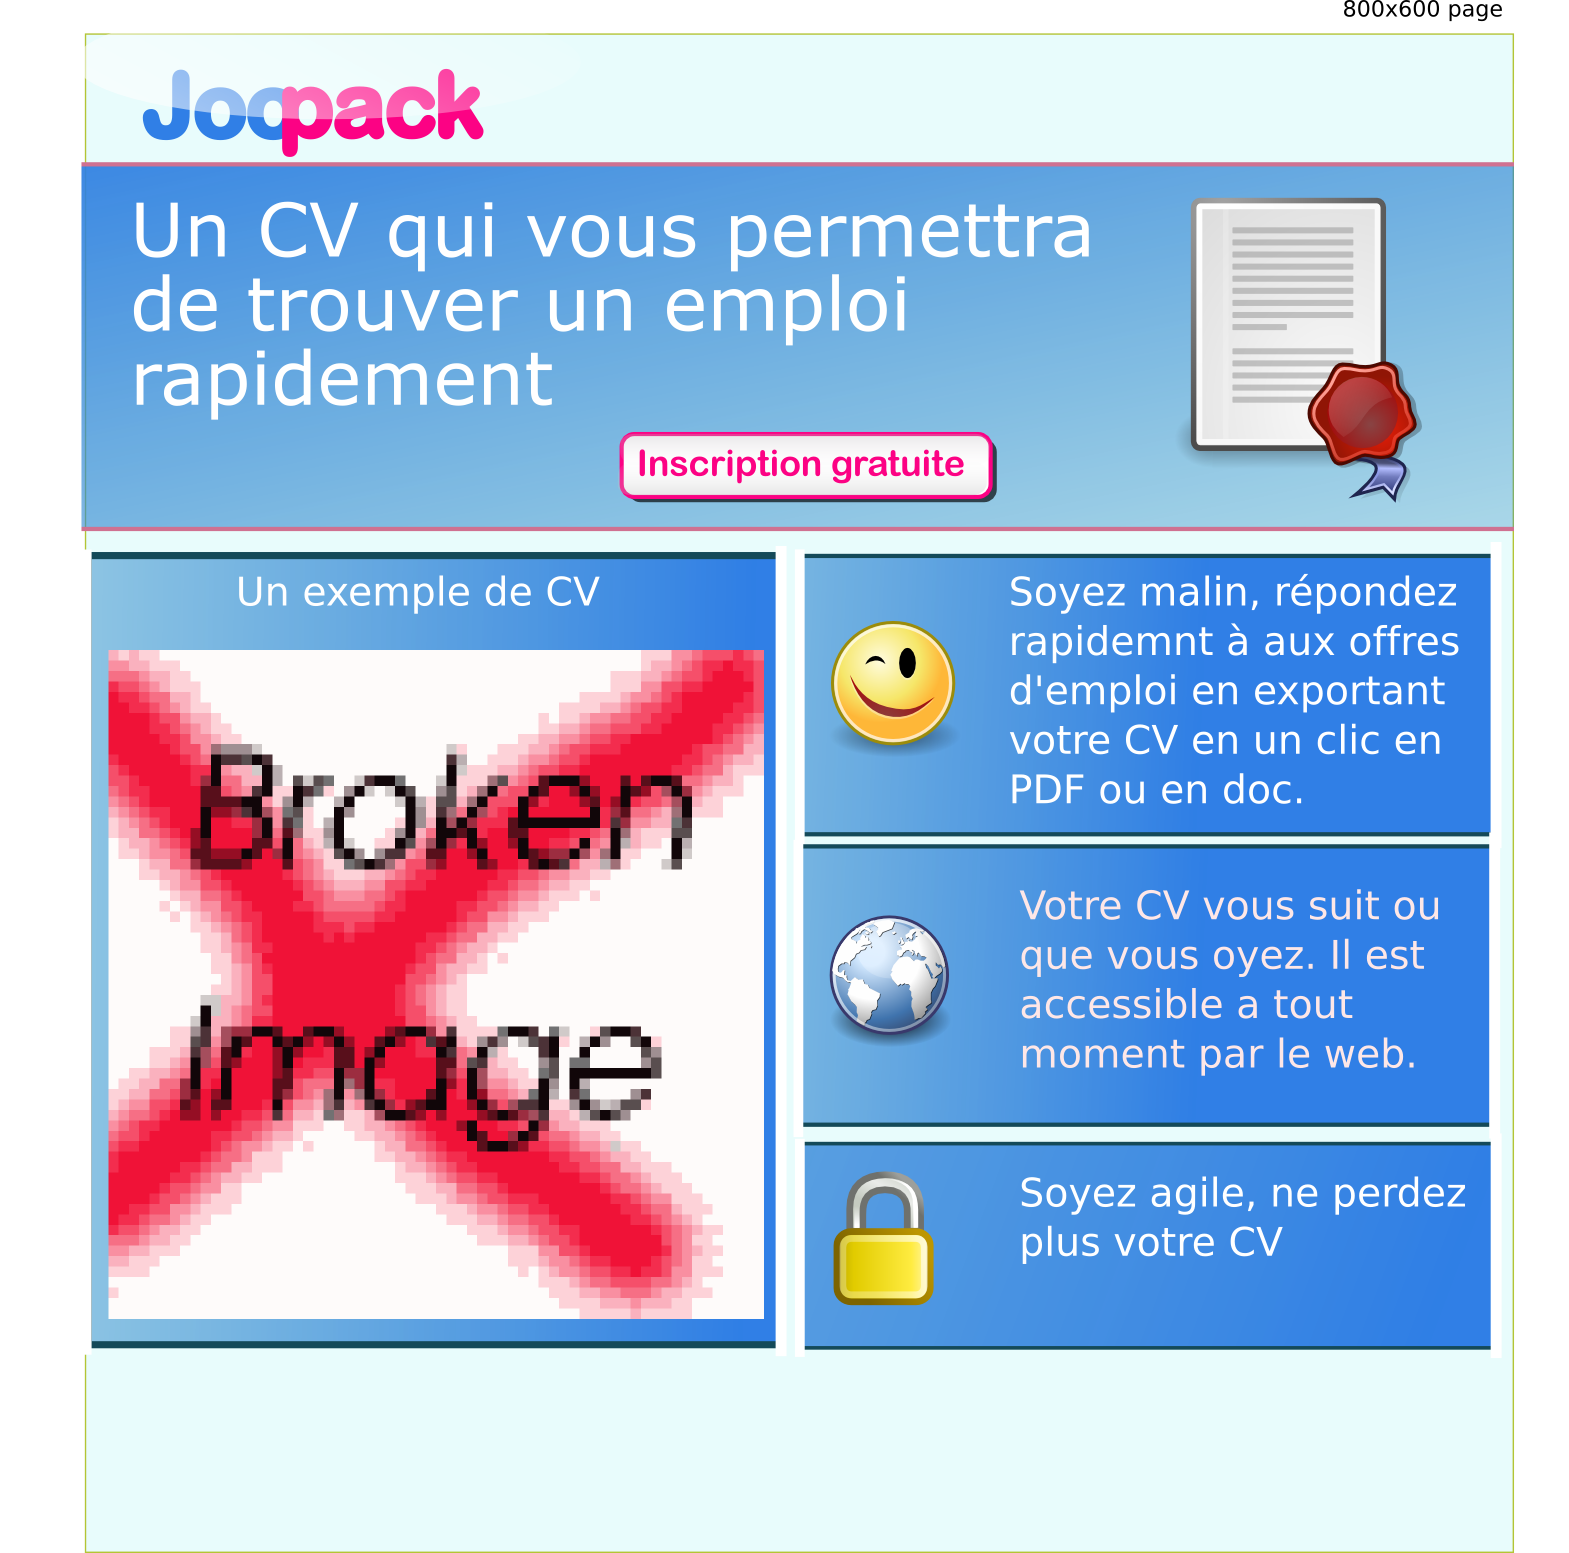 800x600 page
Joopack
Un CV qui vous permettra
de trouver un emploi
rapidement
Inscription gratuite
Un exemple de CV
Broken
Image
Soyez malin, répondez
rapidemnt à aux offres
d'emploi en exportant
votre CV en un clic en
PDF ou en doc.
Votre CV vous suit ou
que vous oyez. Il est
accessible a tout
moment par le web.
Soyez agile, ne perdez
plus votre CV